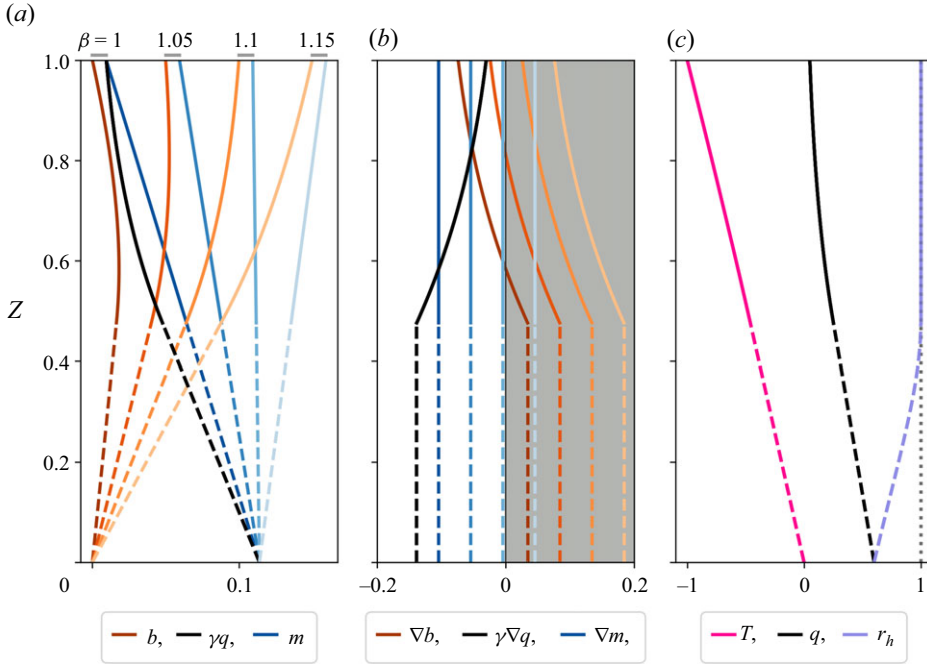 (a)
β = 1 1.05 1.1 1.15
(b)
(c)
1.0
0.8
0.6
Z
0.4
0.2
0 0.1
−0.2 0 0.2
−1 0 1
b, γq, m
∇b, γ∇q, ∇m,
T, q, r_h